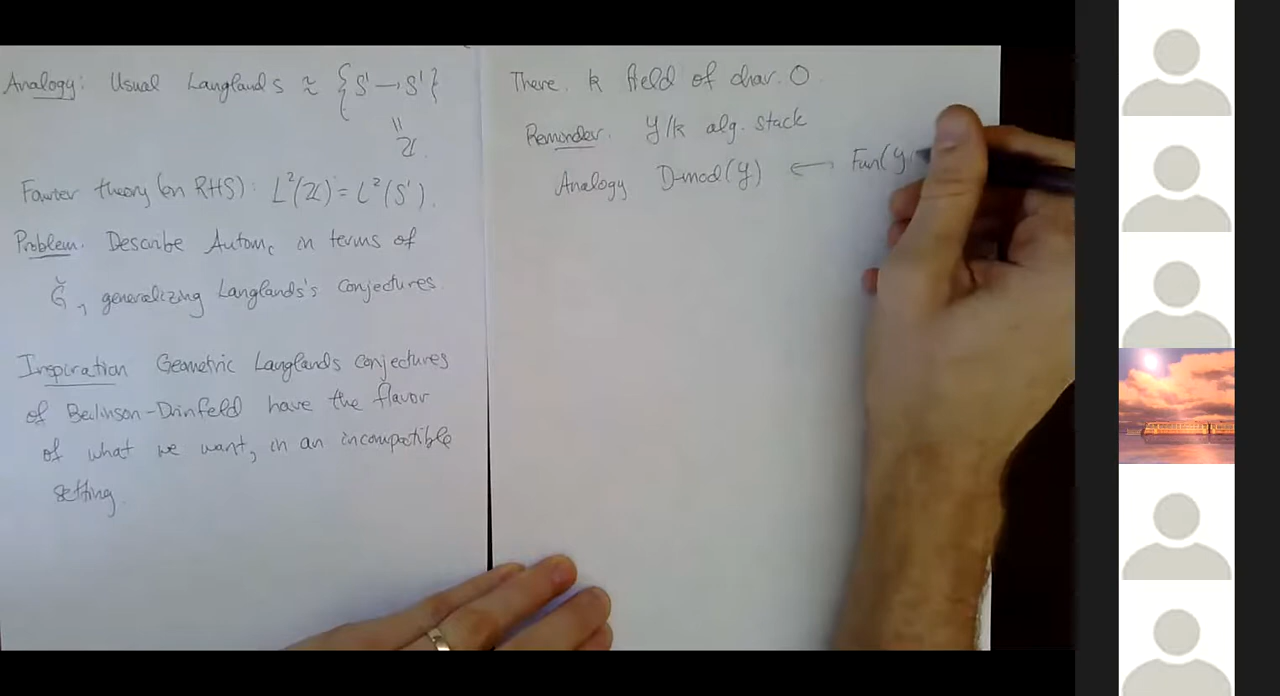 Analogy: Usual Langlands ≈ { S¹ → S¹ }
"
ℤ.
Fourier theory (on RHS): L²(ℤ) = L²(S¹).
Problem. Describe Autom_c in terms of
Ǧ, generalizing Langlands's conjectures.
Inspiration Geometric Langlands conjectures
of Beilinson-Drinfeld have the flavor
of what we want, in an incompatible
setting.
There. k field of char. 0.
Reminder. Y/k alg. stack
Analogy D-mod(Y) ⟷ Fun(Y(